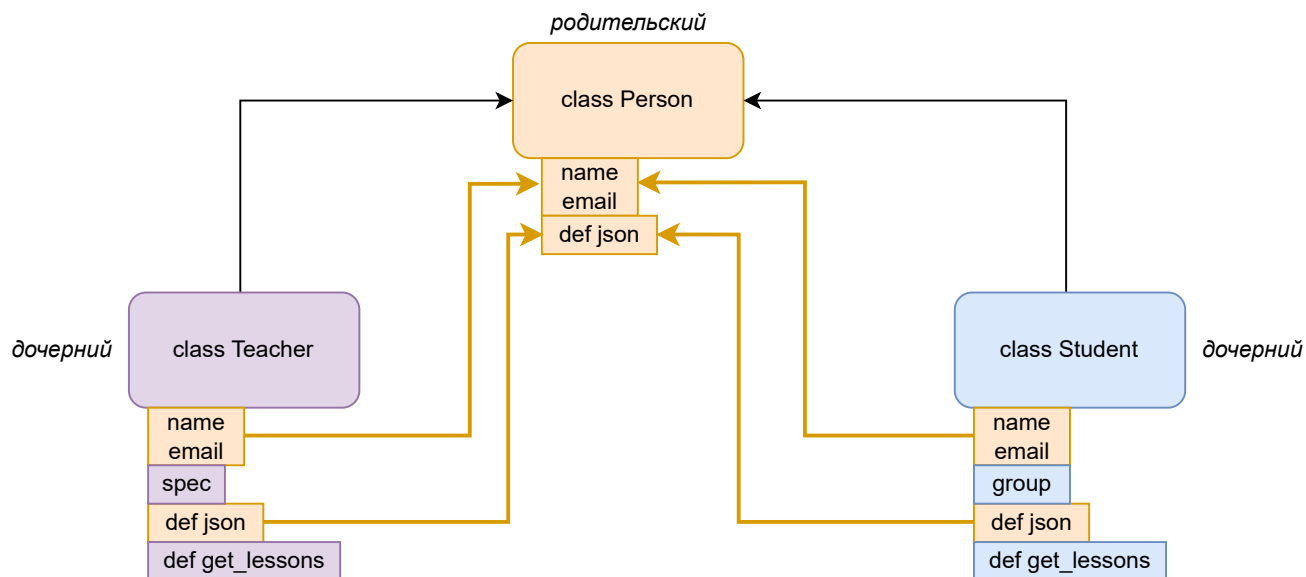 родительский
class Person
name
email
def json
дочерний
class Teacher
name
email
spec
def json
def get_lessons
class Student
дочерний
name
email
group
def json
def get_lessons